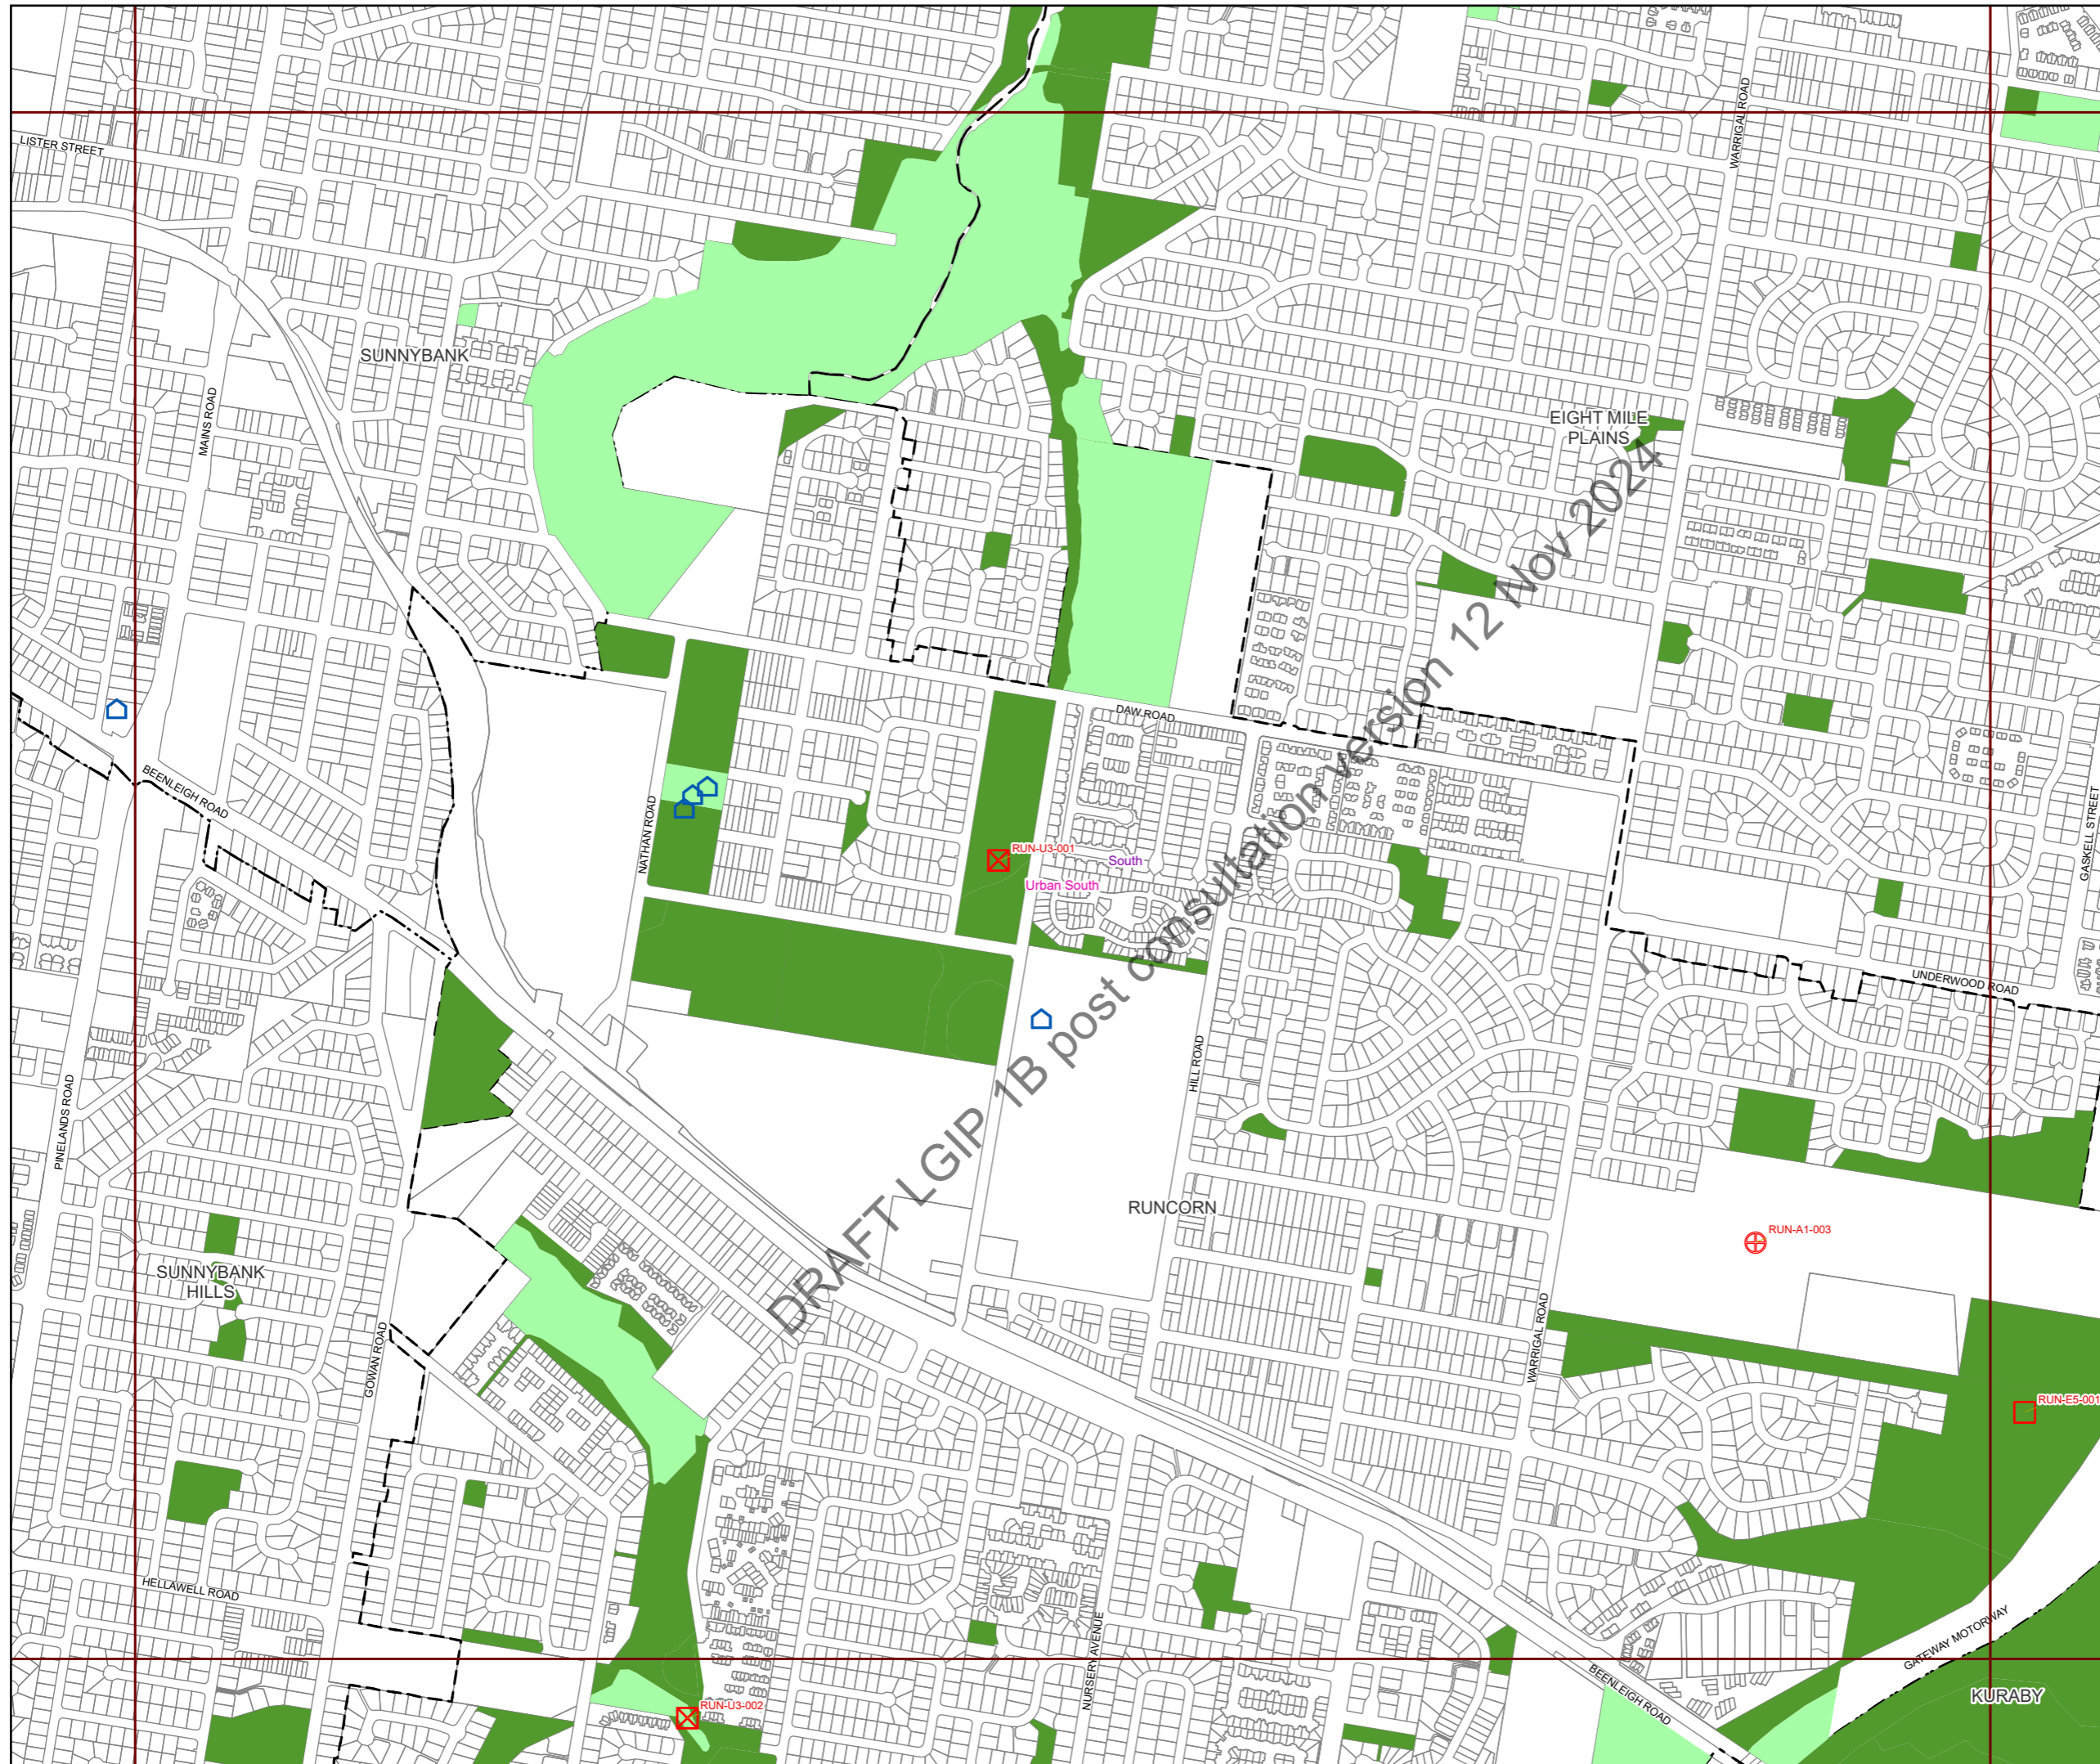 WARRIGAL ROAD
LISTER STREET
SUNNYBANK
MAINS ROAD
EIGHT MILE
PLAINS
DAW ROAD
BEENLEIGH ROAD
NATHAN ROAD
GASKELL STREET
RUN-U3-001
South
Urban South
UNDERWOOD ROAD
DRAFT LGIP 1B post consultation version 12 Nov 2024
HILL ROAD
PINELANDS ROAD
RUNCORN
RUN-A1-003
SUNNYBANK
HILLS
GOWAN ROAD
WARRIGAL ROAD
RUN-E5-001
HELLAWELL ROAD
NURSERY AVENUE
GATEWAY MOTORWAY
BEENLEIGH ROAD
KURABY
RUN-U3-002